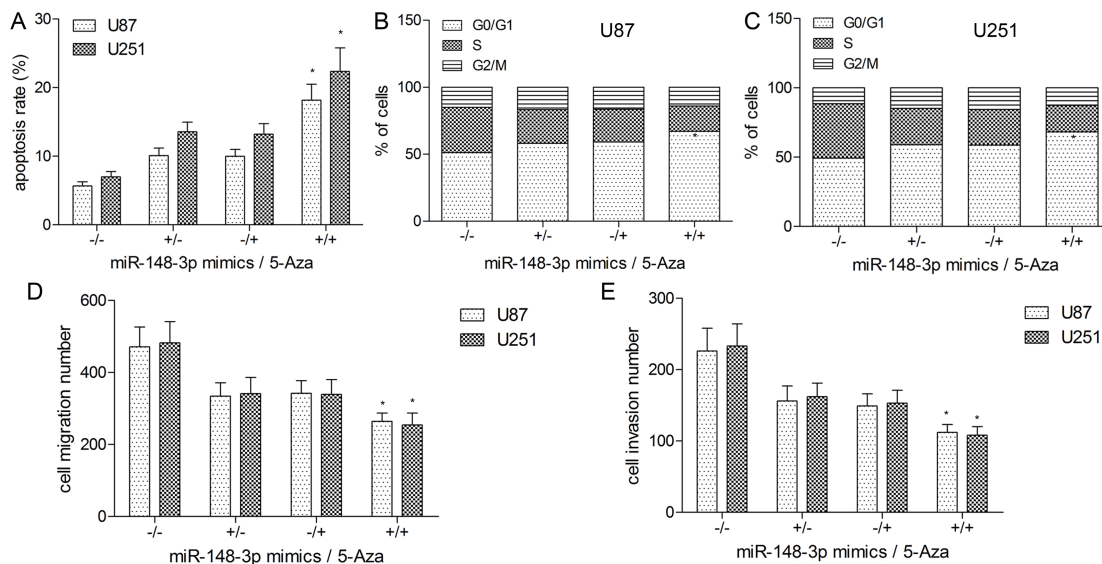 A
U87
U251
apoptosis rate (%)
30
20
10
0
* *
-/- +/- -/+ +/+
miR-148-3p mimics / 5-Aza
B
U87
G0/G1
S
G2/M
% of cells
150
100
50
0
*
-/- +/- -/+ +/+
miR-148-3p mimics / 5-Aza
C
U251
G0/G1
S
G2/M
% of cells
150
100
50
0
*
-/- +/- -/+ +/+
miR-148-3p mimics / 5-Aza
D
U87
U251
cell migration number
600
400
200
0
* *
-/- +/- -/+ +/+
miR-148-3p mimics / 5-Aza
E
U87
U251
cell invasion number
300
200
100
0
* *
-/- +/- -/+ +/+
miR-148-3p mimics / 5-Aza